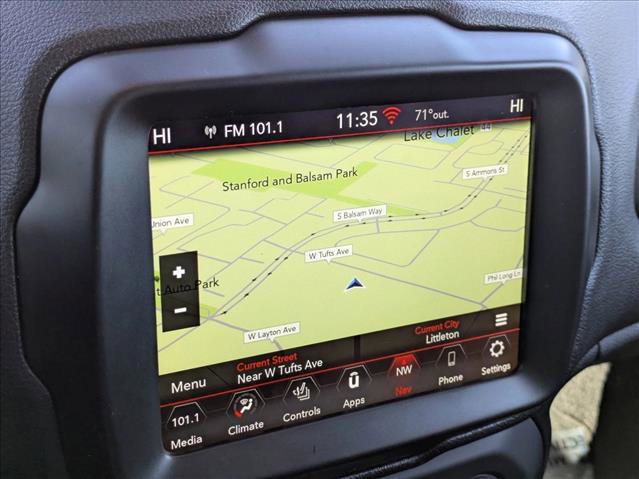 HI FM 101.1 11:35 71°out. HI
Lake Chalet 44
Stanford and Balsam Park
S Ammons St
S Balsam Way
Union Ave
W Tufts Ave
Phil Long Ln
t Auto Park
+
−
W Layton Ave
Current Street
Current City
Menu
Near W Tufts Ave
Littleton
101.1
NW
Media
Climate
Controls
Apps
Nav
Phone
Settings